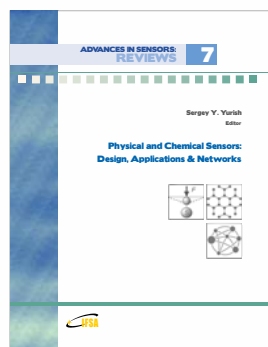 ADVANCES IN SENSORS:
REVIEWS
7
Sergey Y. Yurish
Editor
Physical and Chemical Sensors:
Design, Applications & Networks
IFSA